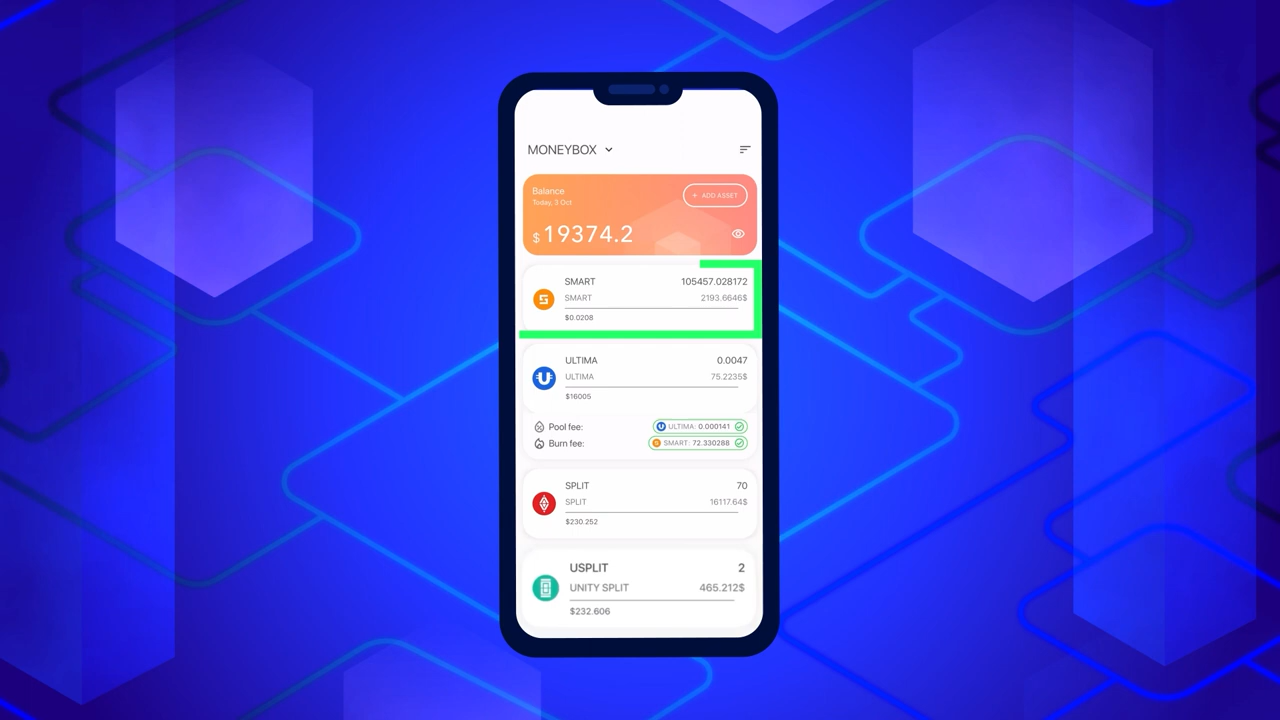 MONEYBOX
Balance
Today, 3 Oct
+ ADD ASSET
$19374.2
SMART 105457.028172
SMART 2193.6646$
$0.0208
ULTIMA 0.0047
ULTIMA 75.2235$
$16005
Pool fee: ULTIMA: 0.000141
Burn fee: SMART: 72.330288
SPLIT 70
SPLIT 16117.64$
$230.252
USPLIT 2
UNITY SPLIT 465.212$
$232.606